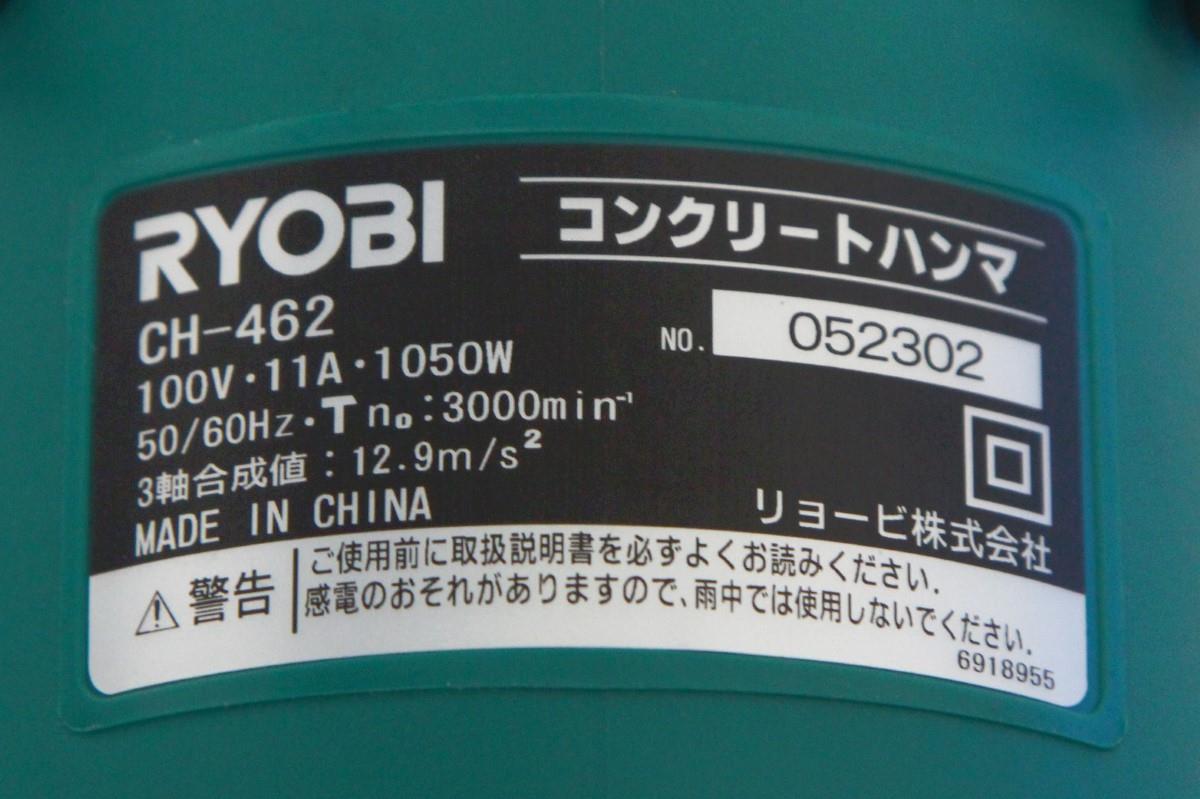 RYOBI
コンクリートハンマ
CH-462
NO. 052302
100V・11A・1050W
50/60Hz・T n₀:3000min⁻¹
3軸合成値:12.9m/s²
MADE IN CHINA
リョービ株式会社
⚠警告
ご使用前に取扱説明書を必ずよくお読みください.
感電のおそれがありますので、雨中では使用しないでください.
6918955